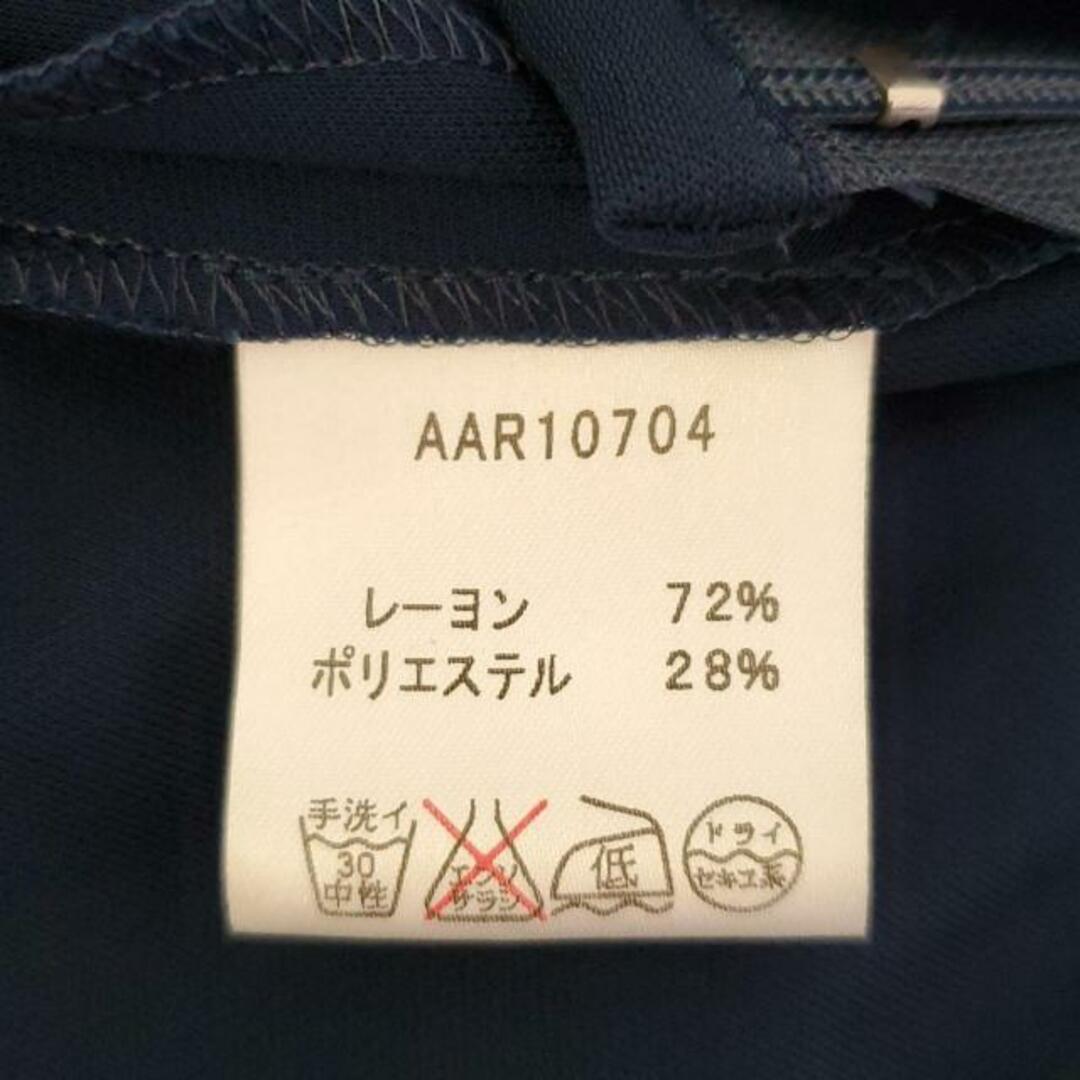 AAR10704
レーヨン 72%
ポリエステル 28%
手洗イ
30
中性
エンソ
サラシ
低
ドライ
セキユ系